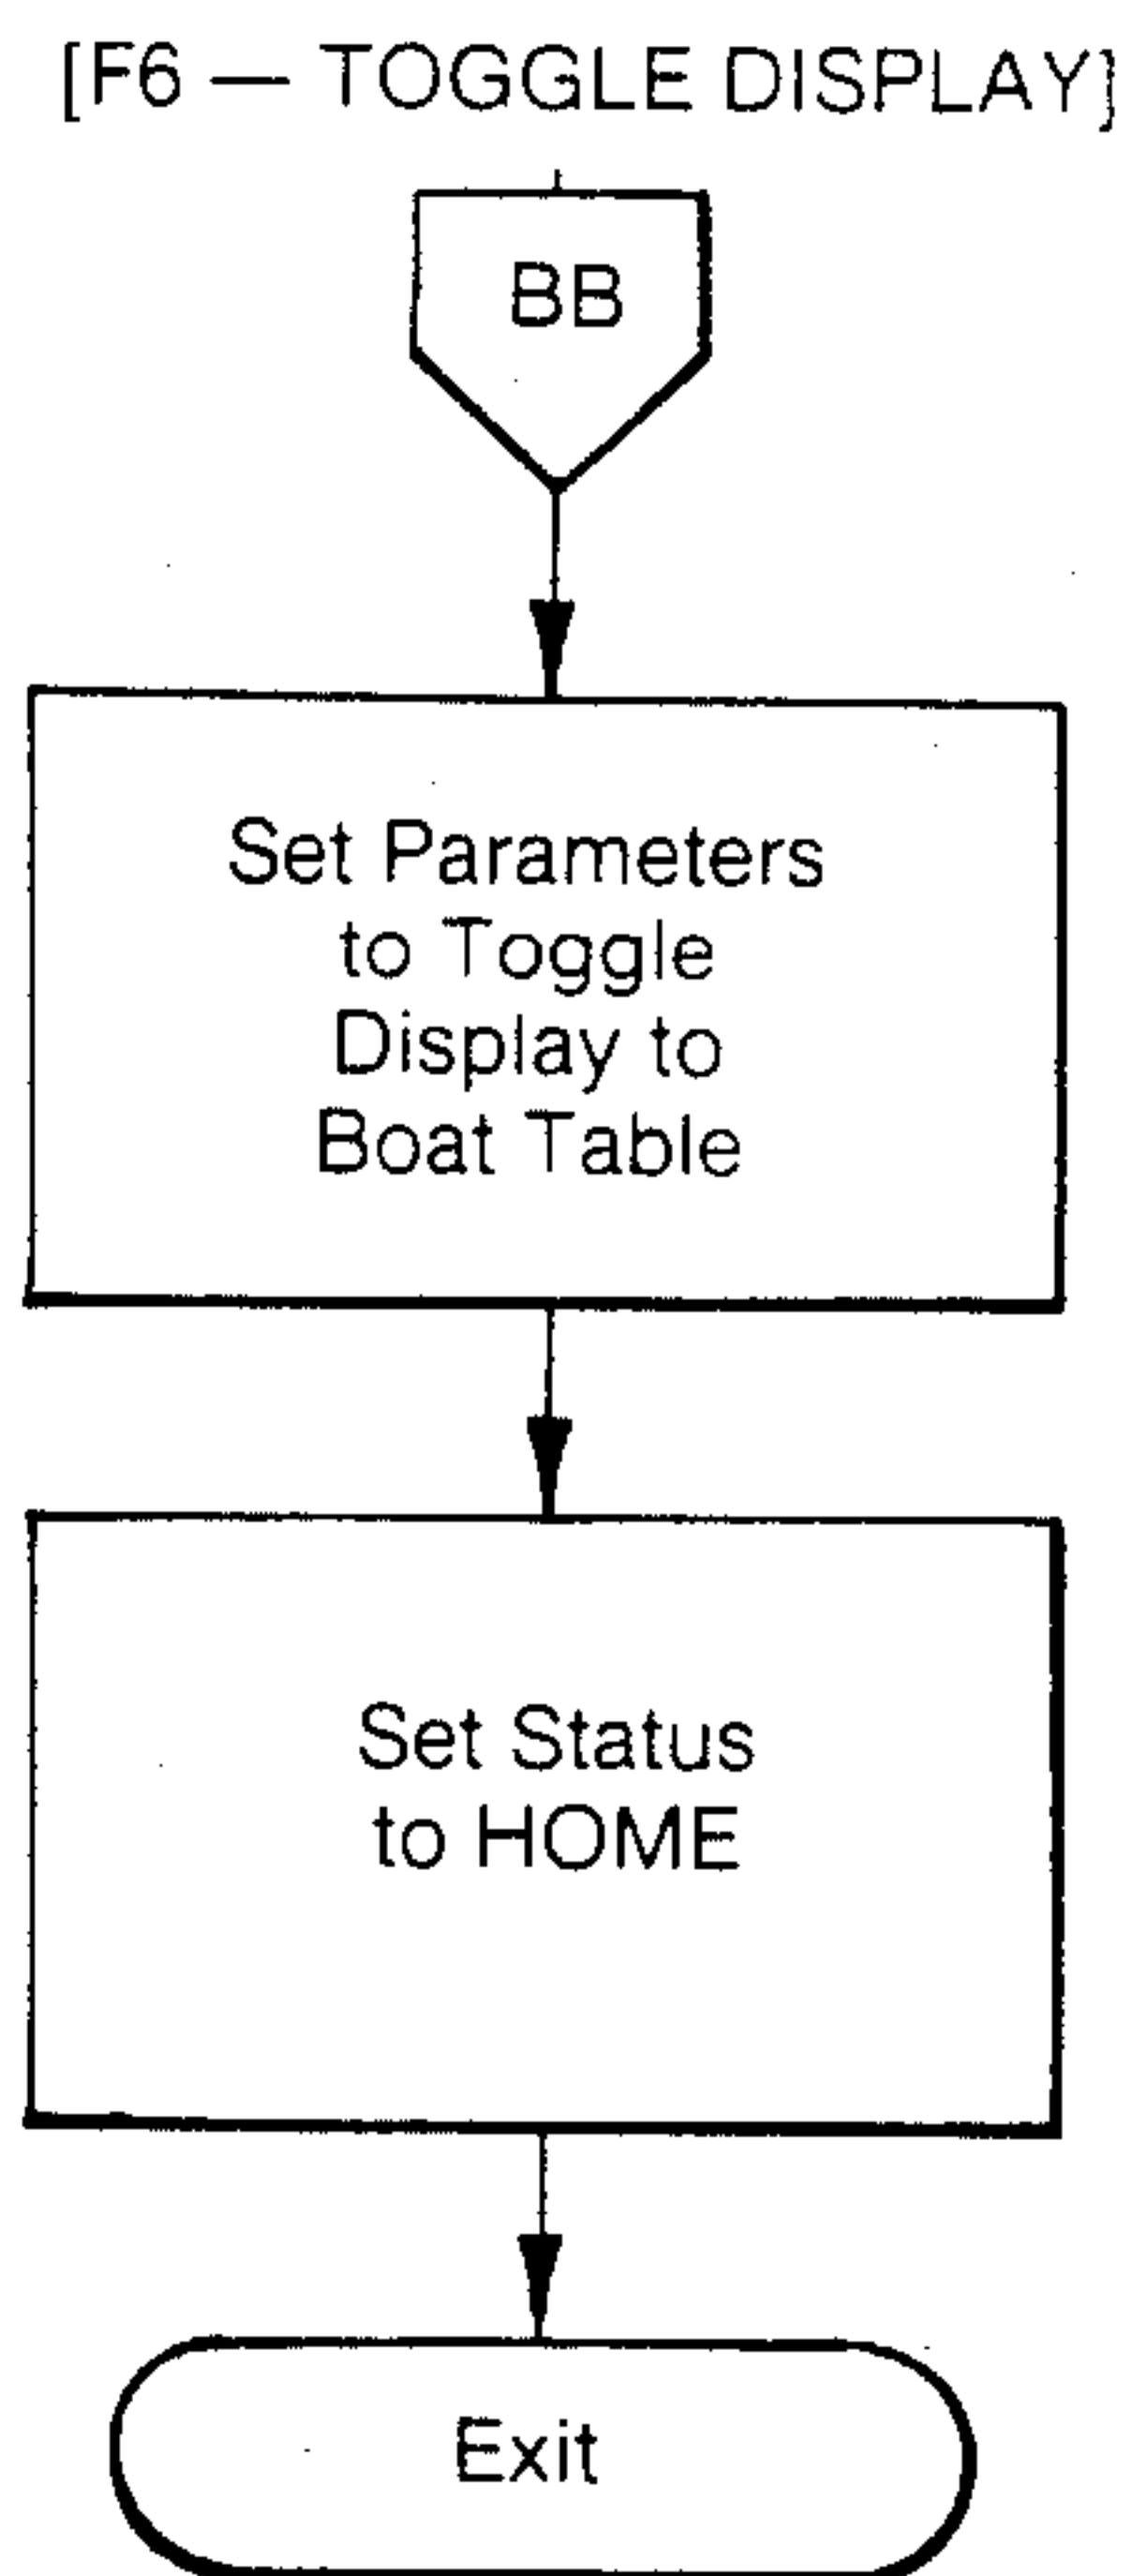 [F6 — TOGGLE DISPLAY]
BB
Set Parameters
to Toggle
Display to
Boat Table
Set Status
to HOME
Exit